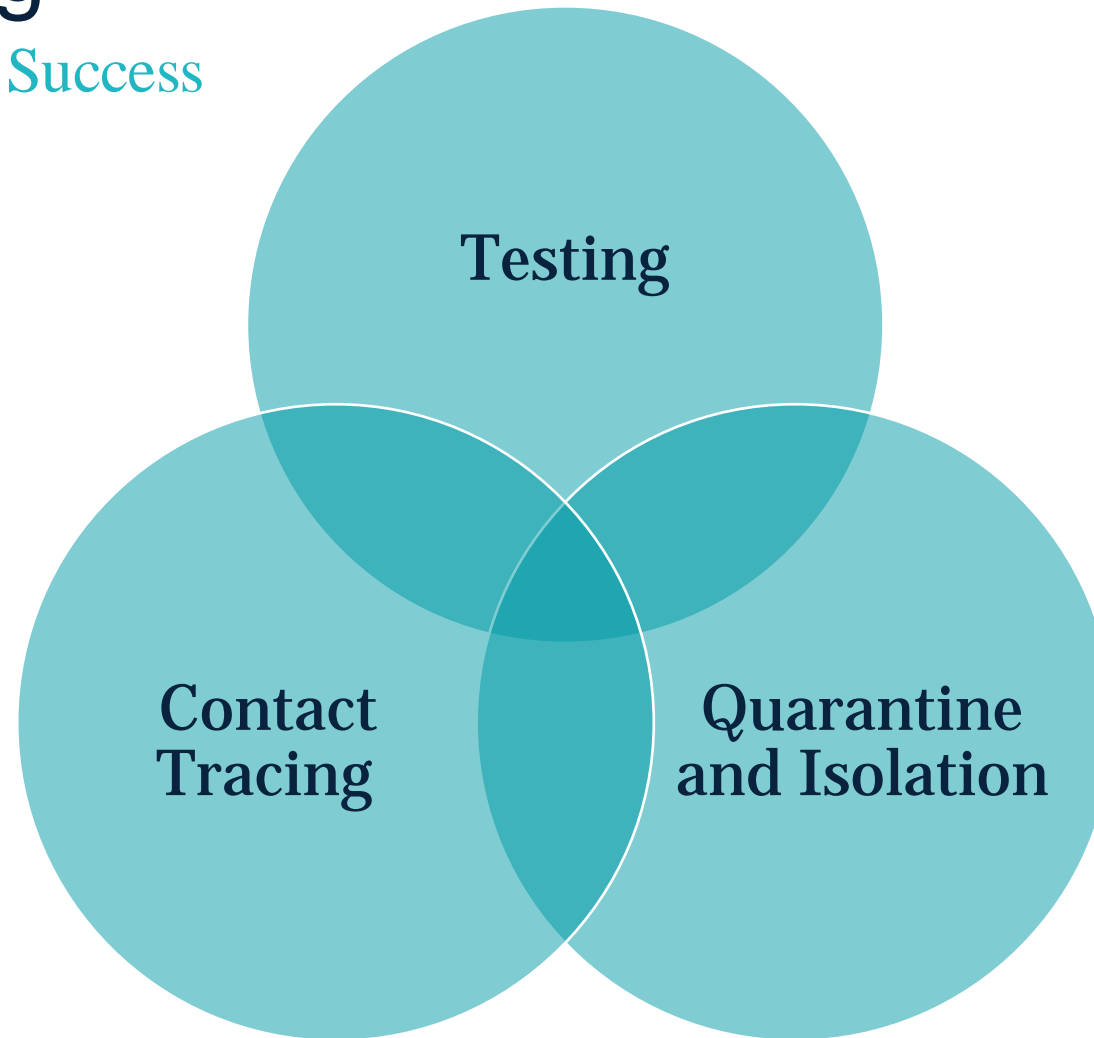 Success
Testing
Contact
Tracing
Quarantine
and Isolation